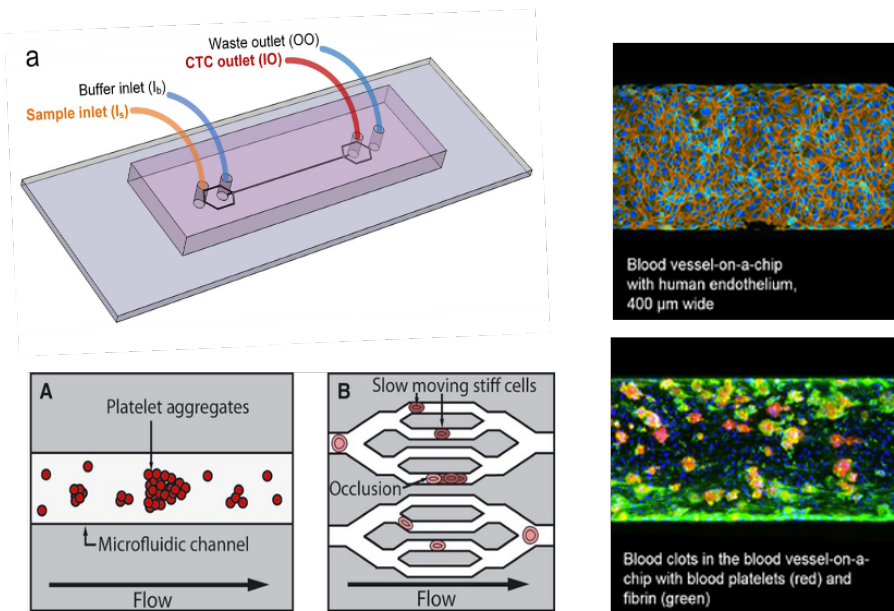 a
Waste outlet (OO)
CTC outlet (IO)
Buffer inlet (Ib)
Sample inlet (Is)
Blood vessel-on-a-chip
with human endothelium,
400 µm wide
A
Platelet aggregates
Microfluidic channel
Flow
B
Slow moving stiff cells
Occlusion
Flow
Blood clots in the blood vessel-on-a-
chip with blood platelets (red) and
fibrin (green)